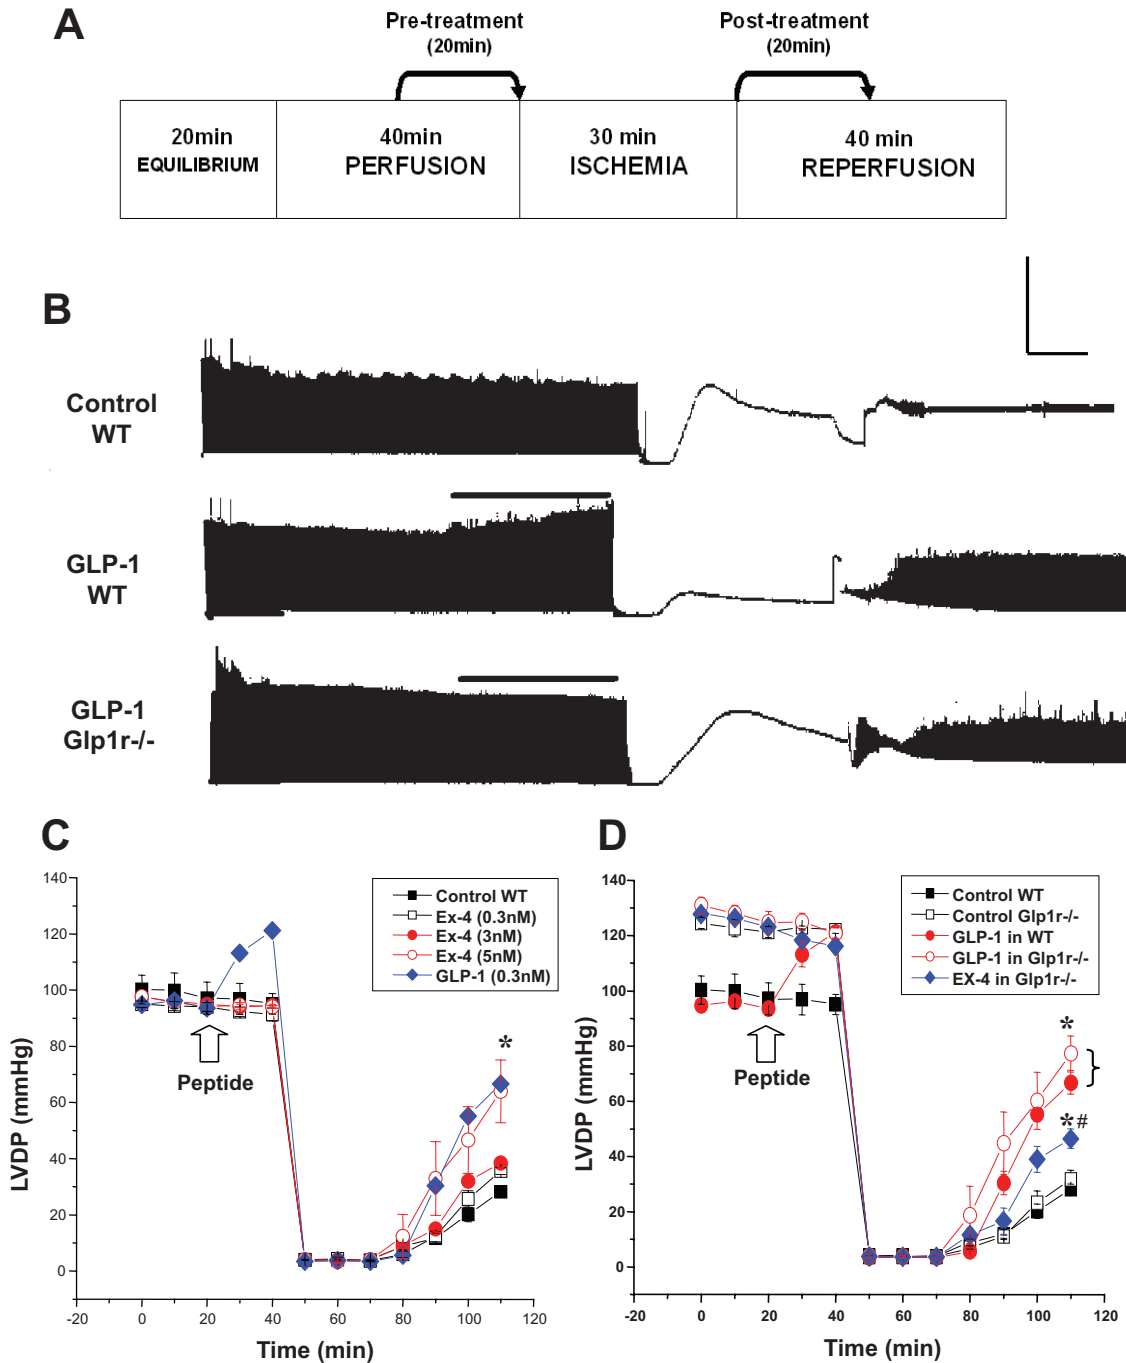 A
Pre-treatment
(20min)
Post-treatment
(20min)
20min
EQUILIBRIUM
40min
PERFUSION
30 min
ISCHEMIA
40 min
REPERFUSION
B
Control
WT
GLP-1
WT
GLP-1
Glp1r-/-
C
LVDP (mmHg)
140
120
100
80
60
40
20
0
Control WT
Ex-4 (0.3nM)
Ex-4 (3nM)
Ex-4 (5nM)
GLP-1 (0.3nM)
Peptide
*
-20 0 20 40 60 80 100 120
Time (min)
D
LVDP (mmHg)
140
120
100
80
60
40
20
0
Control WT
Control Glp1r-/-
GLP-1 in WT
GLP-1 in Glp1r-/-
EX-4 in Glp1r-/-
Peptide
*
}
*#
-20 0 20 40 60 80 100 120
Time (min)